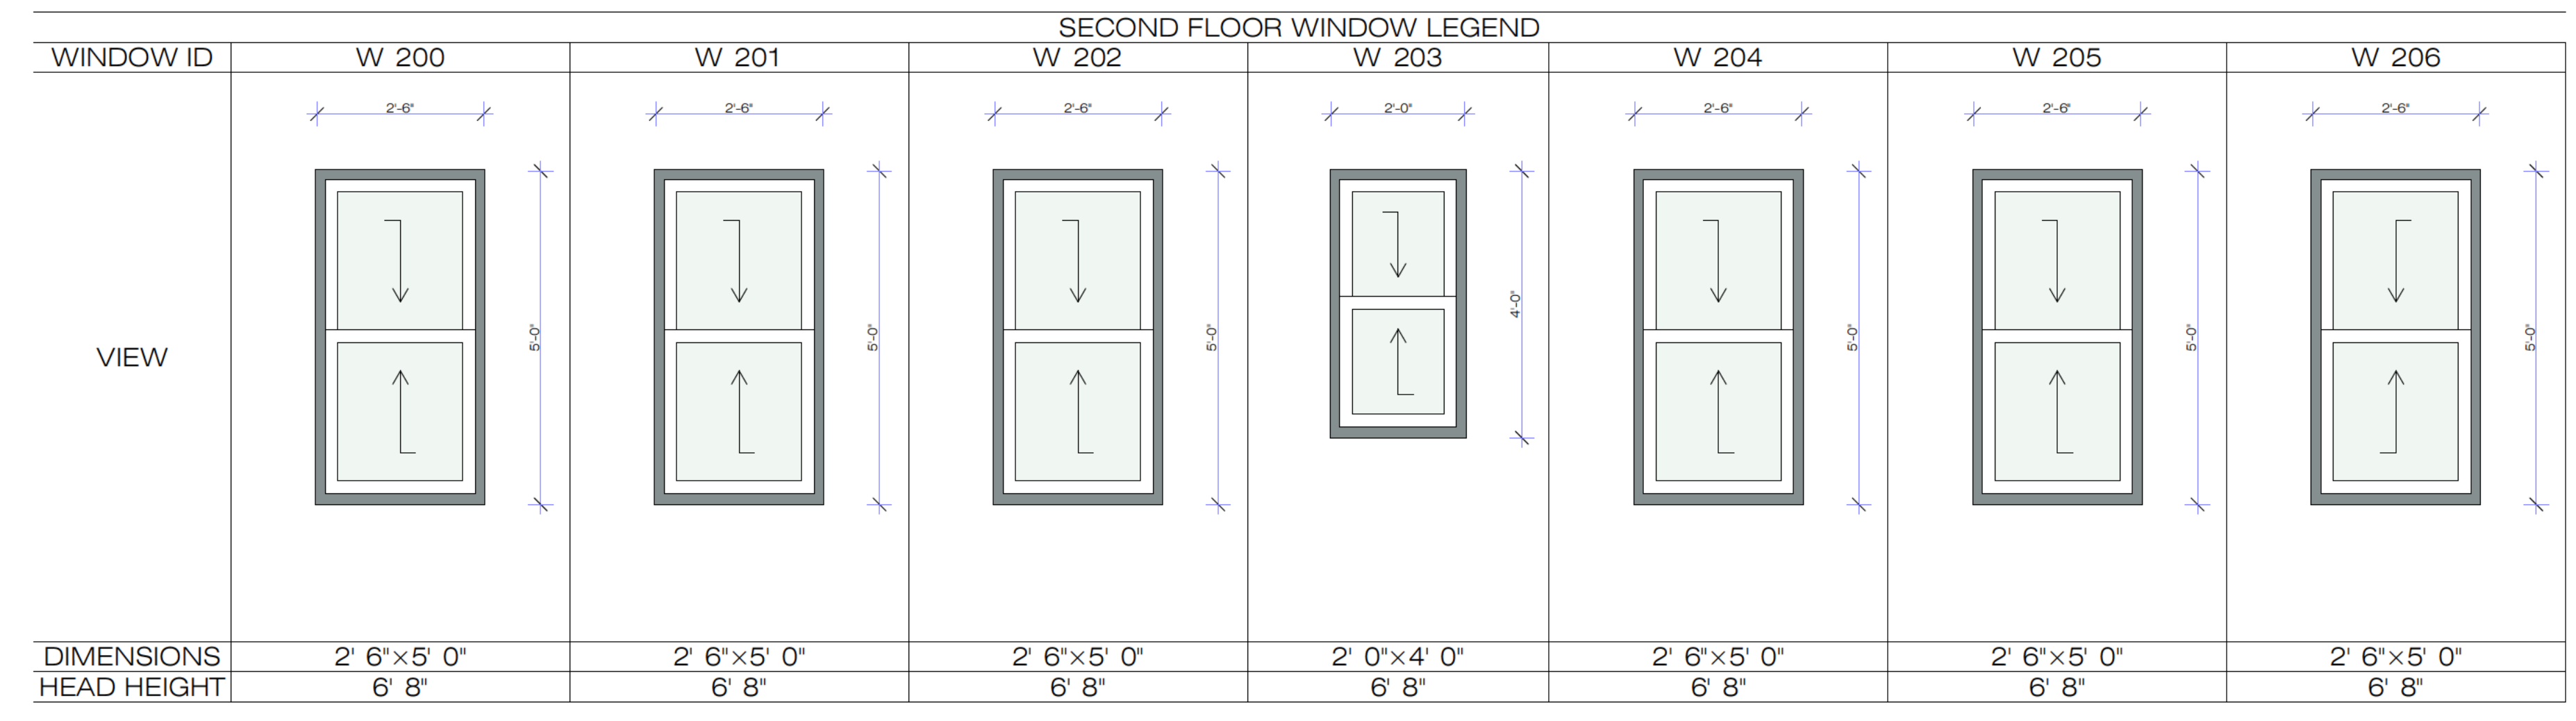 SECOND FLOOR WINDOW LEGEND
WINDOW ID W 200 W 201 W 202 W 203 W 204 W 205 W 206
2'-6" 2'-6" 2'-6" 2'-0" 2'-6" 2'-6" 2'-6"
4'-0"
5'-0" 5'-0" 5'-0" 5'-0" 5'-0" 5'-0"
VIEW
DIMENSIONS 2' 6"×5' 0" 2' 6"×5' 0" 2' 6"×5' 0" 2' 0"×4' 0" 2' 6"×5' 0" 2' 6"×5' 0" 2' 6"×5' 0"
HEAD HEIGHT 6' 8" 6' 8" 6' 8" 6' 8" 6' 8" 6' 8" 6' 8"